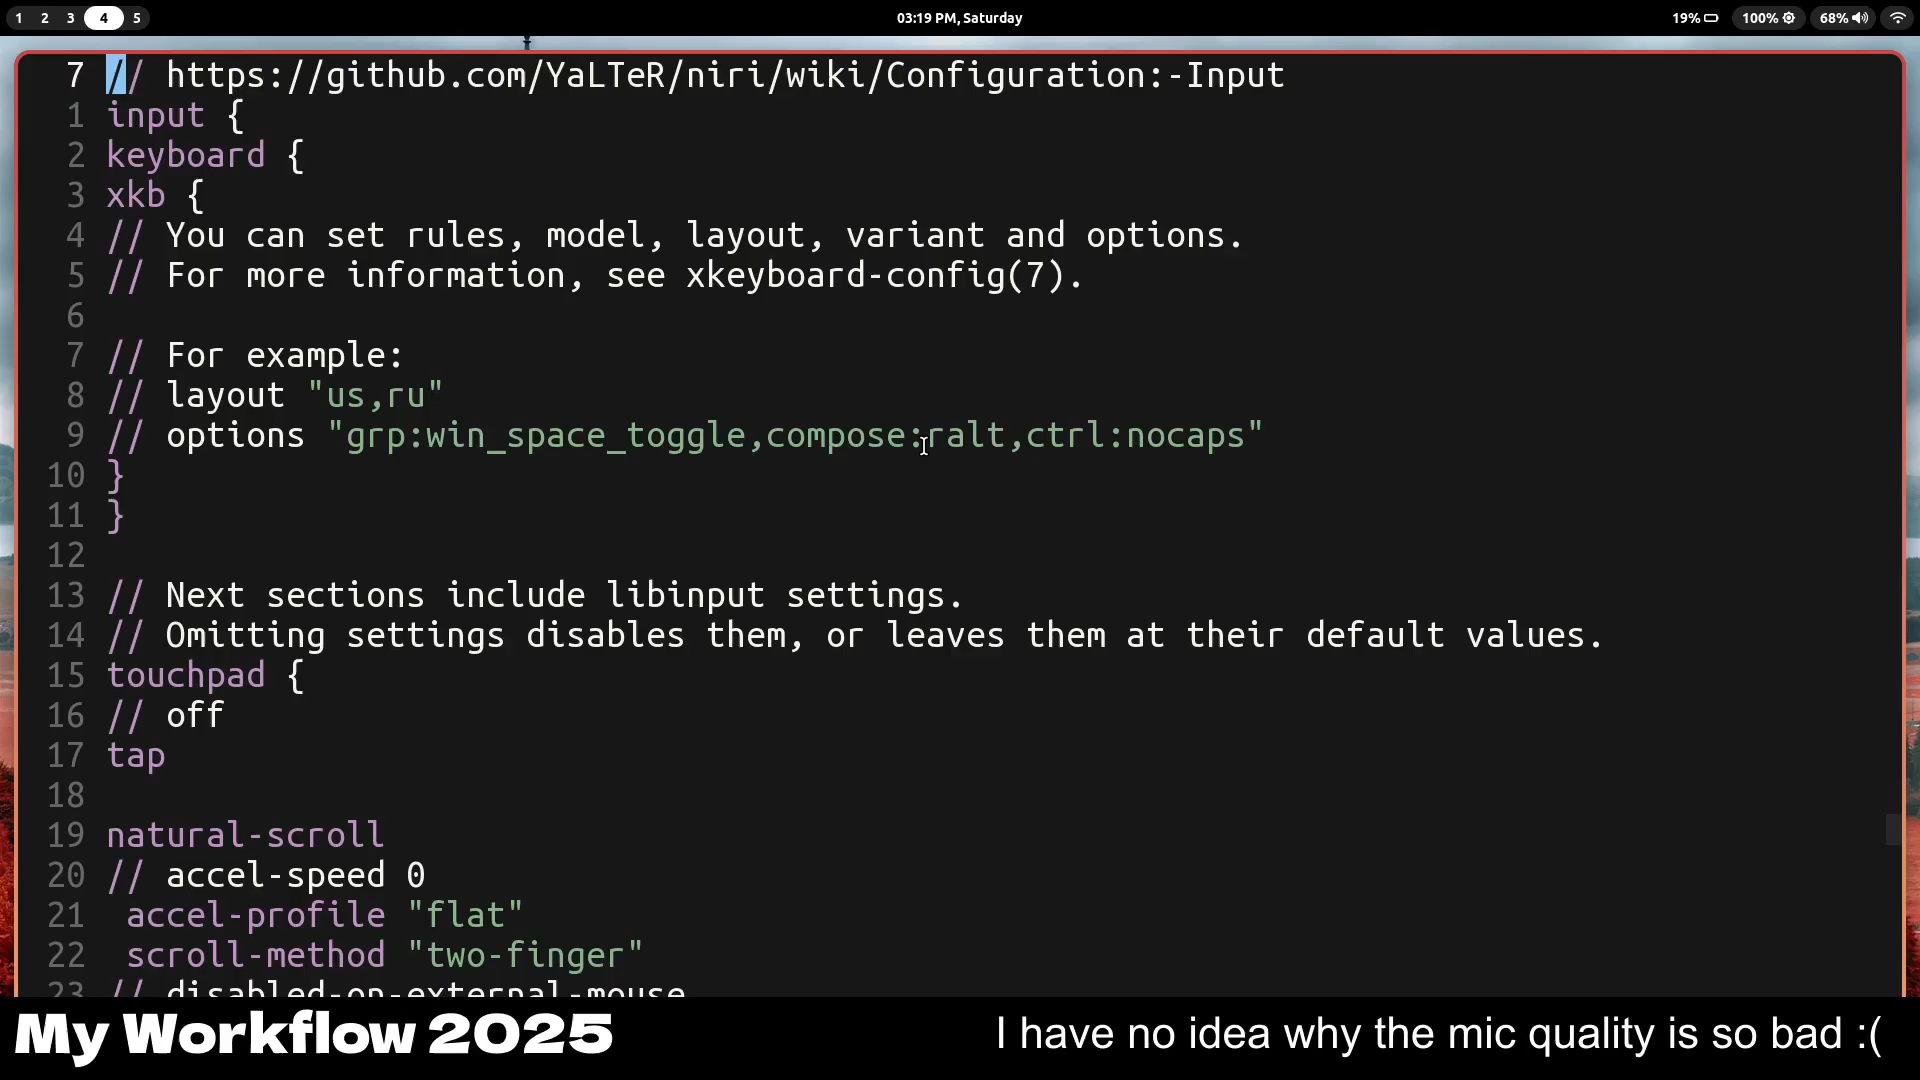 1 2 3 4 5
03:19 PM, Saturday
19% 100% 68%
7 // https://github.com/YaLTeR/niri/wiki/Configuration:-Input
1 input {
2 keyboard {
3 xkb {
4 // You can set rules, model, layout, variant and options.
5 // For more information, see xkeyboard-config(7).
6
7 // For example:
8 // layout "us,ru"
9 // options "grp:win_space_toggle,compose:ralt,ctrl:nocaps"
10 }
11 }
12
13 // Next sections include libinput settings.
14 // Omitting settings disables them, or leaves them at their default values.
15 touchpad {
16 // off
17 tap
18
19 natural-scroll
20 // accel-speed 0
21  accel-profile "flat"
22  scroll-method "two-finger"
23 // disabled-on-external-mouse
My Workflow 2025
I have no idea why the mic quality is so bad :(